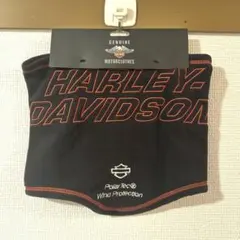 GENUINE
MOTORCLOTHES
HARLEY-
DAVIDSON
PolarTec®
Wind Protection